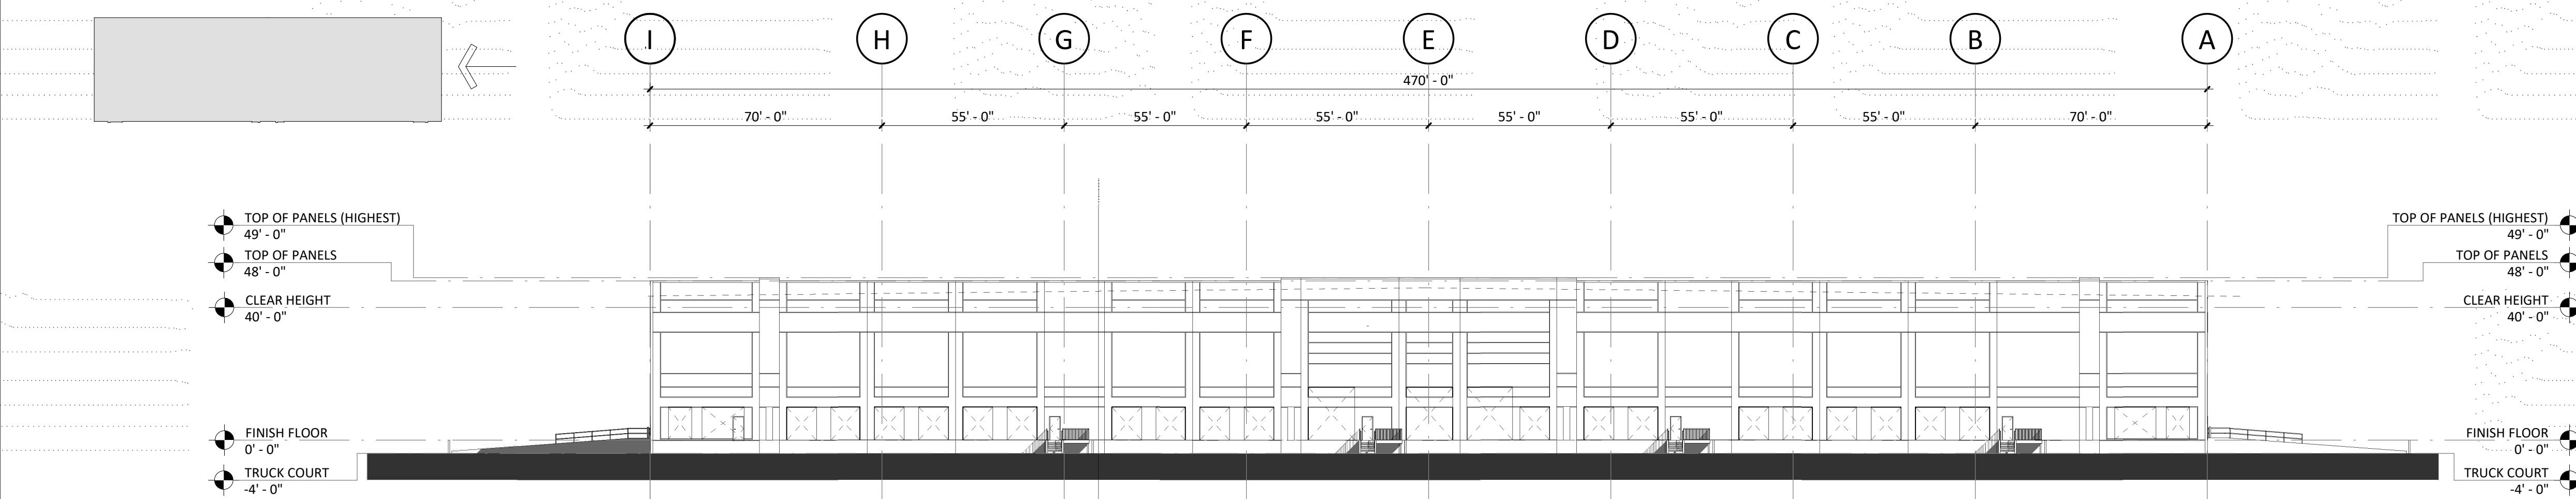 I H G F E D C B A
470' - 0"
70' - 0" 55' - 0" 55' - 0" 55' - 0" 55' - 0" 55' - 0" 55' - 0" 70' - 0"
TOP OF PANELS (HIGHEST)
49' - 0"
TOP OF PANELS
48' - 0"
CLEAR HEIGHT
40' - 0"
FINISH FLOOR
0' - 0"
TRUCK COURT
-4' - 0"
TOP OF PANELS (HIGHEST)
49' - 0"
TOP OF PANELS
48' - 0"
CLEAR HEIGHT
40' - 0"
FINISH FLOOR
0' - 0"
TRUCK COURT
-4' - 0"